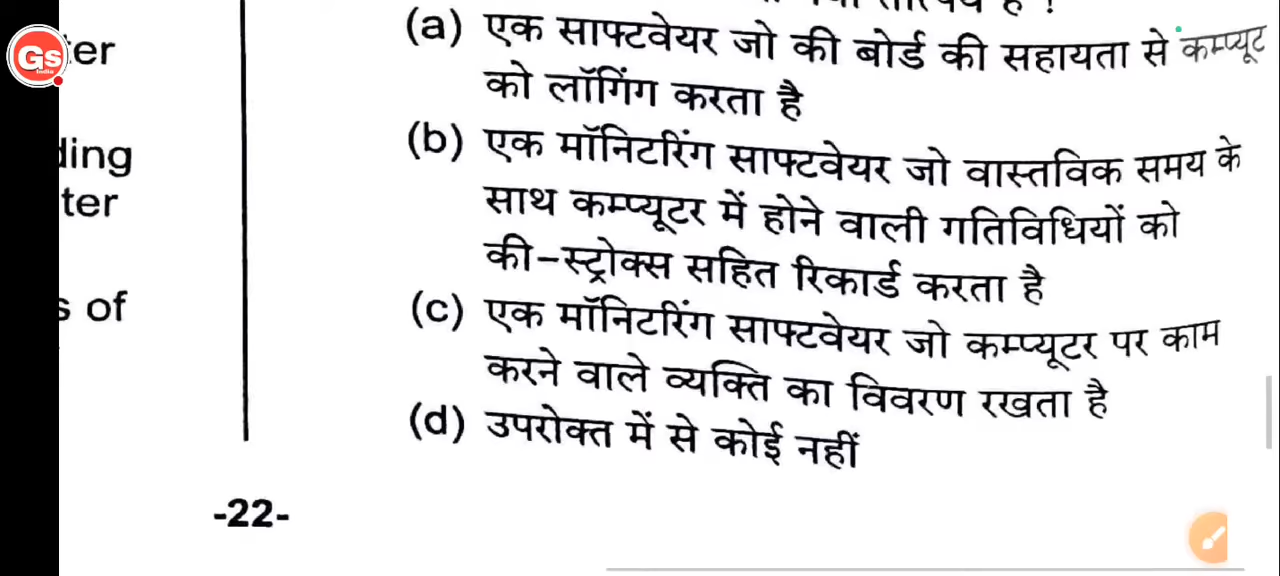 Gs
India
ter
ding
ter
s of
(a) एक साफ्टवेयर जो की बोर्ड की सहायता से कम्प्यूट
को लॉगिंग करता है
(b) एक मॉनिटरिंग साफ्टवेयर जो वास्तविक समय के
साथ कम्प्यूटर में होने वाली गतिविधियों को
की-स्ट्रोक्स सहित रिकार्ड करता है
(c) एक मॉनिटरिंग साफ्टवेयर जो कम्प्यूटर पर काम
करने वाले व्यक्ति का विवरण रखता है
(d) उपरोक्त में से कोई नहीं
-22-